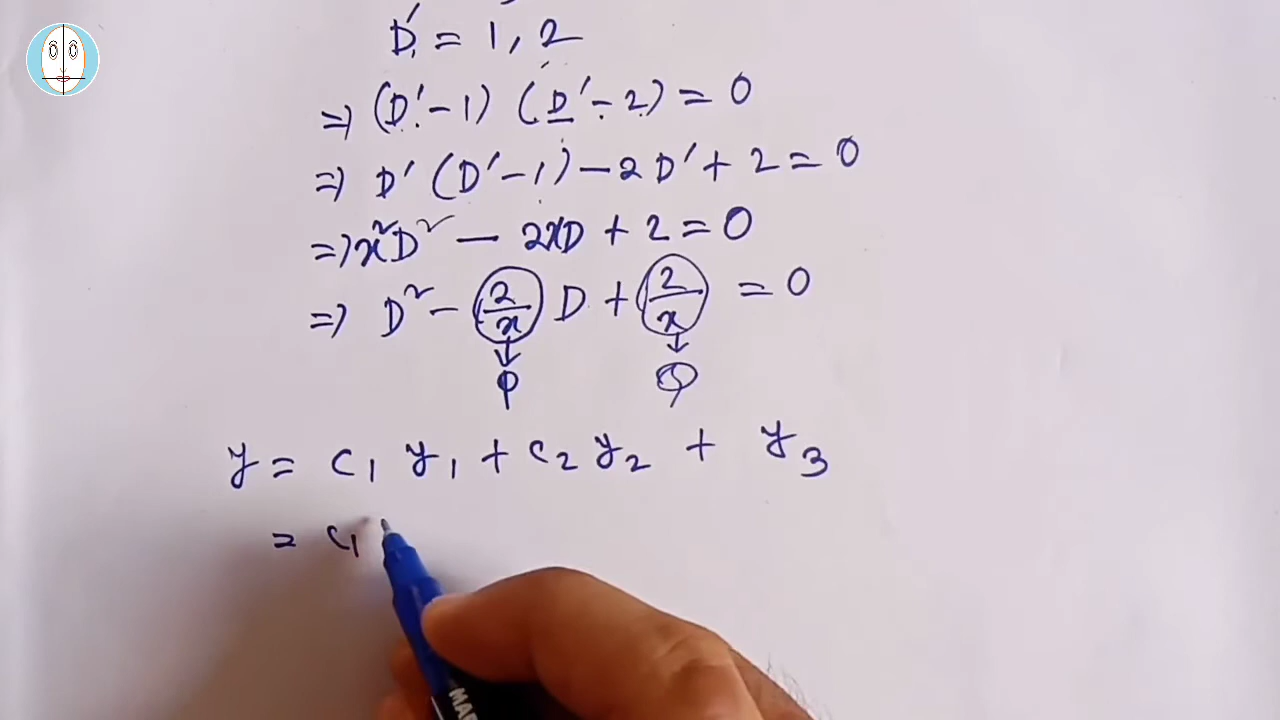 D' = 1, 2
⇒ (D' - 1) (D' - 2) = 0
⇒ D' (D' - 1) - 2D' + 2 = 0
⇒ x²D² - 2xD + 2 = 0
⇒ D² - 2/x D + 2/x = 0
↓ P ↓ Q
y = c₁ y₁ + c₂ y₂ + y₃
= c₁
MAR